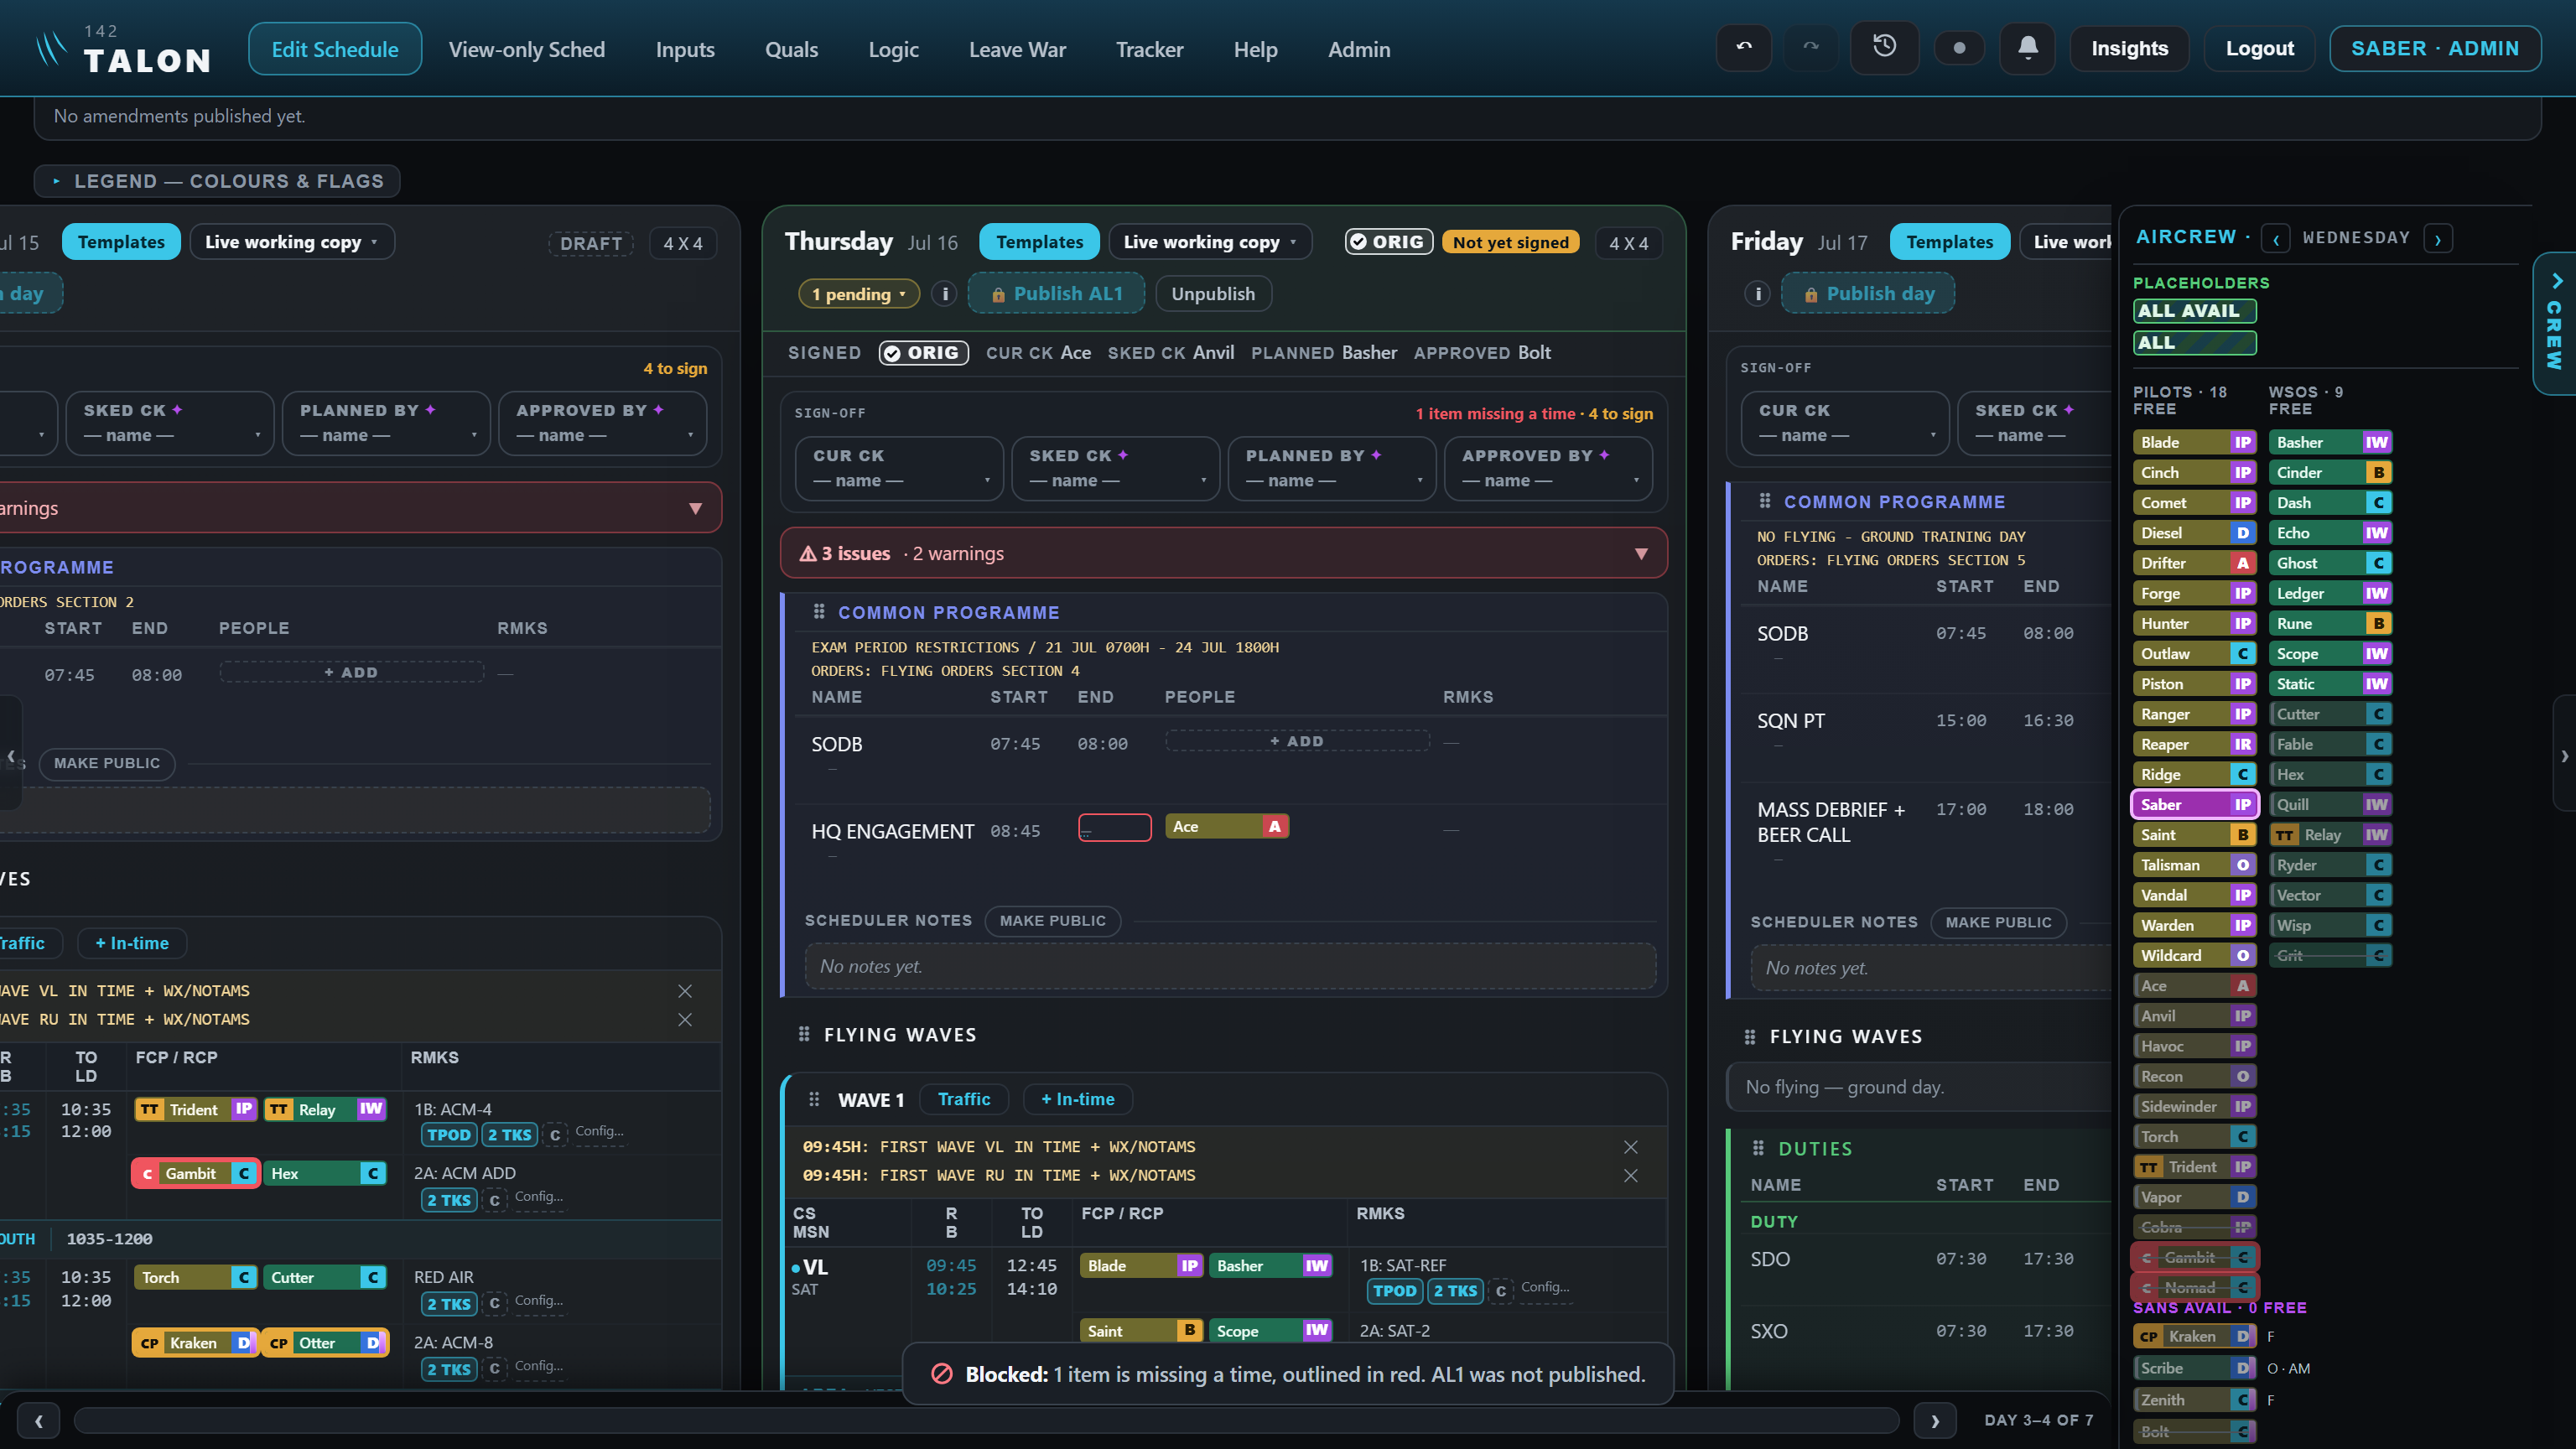 142
TALON
Edit Schedule
View-only Sched
Inputs
Quals
Logic
Leave War
Tracker
Help
Admin
Insights
Logout
SABER · ADMIN
No amendments published yet.
LEGEND — COLOURS & FLAGS
ul 15
Templates
Live working copy
DRAFT
4 X 4
day
4 to sign
SKED CK
— name —
PLANNED BY
— name —
APPROVED BY
— name —
arnings
ROGRAMME
ORDERS SECTION 2
START END PEOPLE RMKS
07:45 08:00 + ADD —
MAKE PUBLIC
VES
raffic
+ In-time
AVE VL IN TIME + WX/NOTAMS
AVE RU IN TIME + WX/NOTAMS
R
B
TO
LD
FCP / RCP
RMKS
:35
:15
10:35
12:00
TT Trident IP
TT Relay IW
1B: ACM-4
TPOD 2 TKS C Config...
C Gambit C
Hex C
2A: ACM ADD
2 TKS C Config...
OUTH 1035-1200
:35
:15
10:35
12:00
Torch C
Cutter C
RED AIR
2 TKS C Config...
CP Kraken D
CP Otter D
2A: ACM-8
2 TKS C Config...
Thursday Jul 16
Templates
Live working copy
ORIG
Not yet signed
4 X 4
1 pending
i
Publish AL1
Unpublish
SIGNED ORIG CUR CK Ace SKED CK Anvil PLANNED Basher APPROVED Bolt
SIGN-OFF
1 item missing a time · 4 to sign
CUR CK
— name —
SKED CK
— name —
PLANNED BY
— name —
APPROVED BY
— name —
3 issues · 2 warnings
COMMON PROGRAMME
EXAM PERIOD RESTRICTIONS / 21 JUL 0700H - 24 JUL 1800H
ORDERS: FLYING ORDERS SECTION 4
NAME START END PEOPLE RMKS
SODB 07:45 08:00 + ADD —
—
HQ ENGAGEMENT 08:45 Ace A —
—
SCHEDULER NOTES MAKE PUBLIC
No notes yet.
FLYING WAVES
WAVE 1
Traffic
+ In-time
09:45H: FIRST WAVE VL IN TIME + WX/NOTAMS
09:45H: FIRST WAVE RU IN TIME + WX/NOTAMS
CS
MSN
R
B
TO
LD
FCP / RCP
RMKS
VL
SAT
09:45
10:25
12:45
14:10
Blade IP
Basher IW
1B: SAT-REF
TPOD 2 TKS C Config...
Saint B
Scope IW
2A: SAT-2
Blocked: 1 item is missing a time, outlined in red. AL1 was not published.
Friday Jul 17
Templates
Live work
i
Publish day
SIGN-OFF
CUR CK
— name —
SKED CK
— name —
COMMON PROGRAMME
NO FLYING - GROUND TRAINING DAY
ORDERS: FLYING ORDERS SECTION 5
NAME START END
SODB 07:45 08:00
—
SQN PT 15:00 16:30
—
MASS DEBRIEF +
BEER CALL
17:00 18:00
—
SCHEDULER NOTES MAKE PUBLIC
No notes yet.
FLYING WAVES
No flying — ground day.
DUTIES
NAME START END
DUTY
SDO 07:30 17:30
SXO 07:30 17:30
DAY 3–4 OF 7
AIRCREW · WEDNESDAY
CREW
PLACEHOLDERS
ALL AVAIL
ALL
PILOTS · 18
FREE
WSOS · 9
FREE
Blade IP
Basher IW
Cinch IP
Cinder B
Comet IP
Dash C
Diesel D
Echo IW
Drifter A
Ghost C
Forge IP
Ledger IW
Hunter IP
Rune B
Outlaw C
Scope IW
Piston IP
Static IW
Ranger IP
Cutter C
Reaper IR
Fable C
Ridge C
Hex C
Saber IP
Quill IW
Saint B
TT Relay IW
Talisman O
Ryder C
Vandal IP
Vector C
Warden IP
Wisp C
Wildcard O
Grit C
Ace A
Anvil IP
Havoc IP
Recon O
Sidewinder IP
Torch C
TT Trident IP
Vapor D
Cobra IP
C Gambit C
C Nomad C
SANS AVAIL · 0 FREE
CP Kraken D F
Scribe D O · AM
Zenith C F
Bolt C